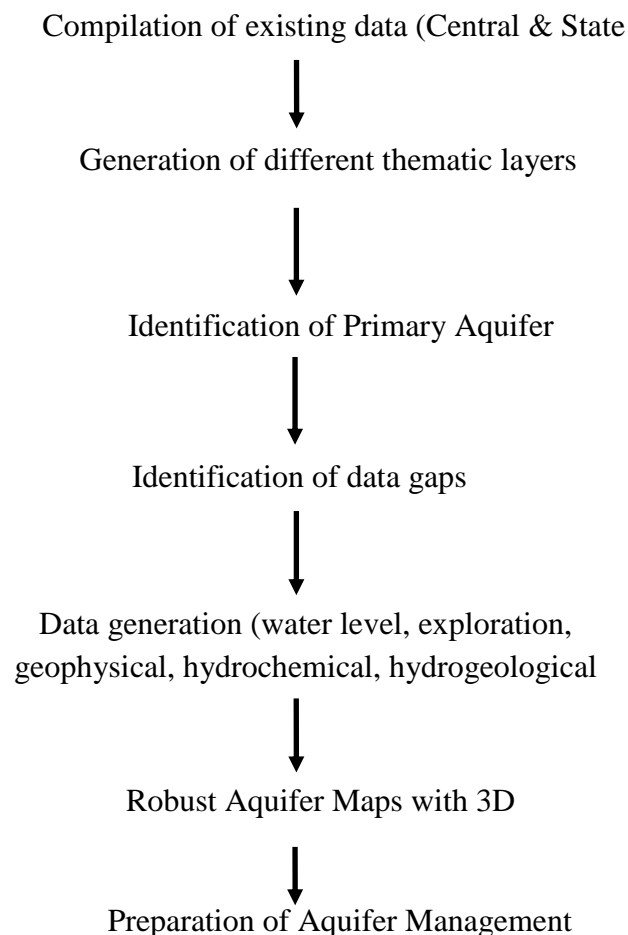 Compilation of existing data (Central & State
Generation of different thematic layers
Identification of Primary Aquifer
Identification of data gaps
Data generation (water level, exploration,
geophysical, hydrochemical, hydrogeological
Robust Aquifer Maps with 3D
Preparation of Aquifer Management